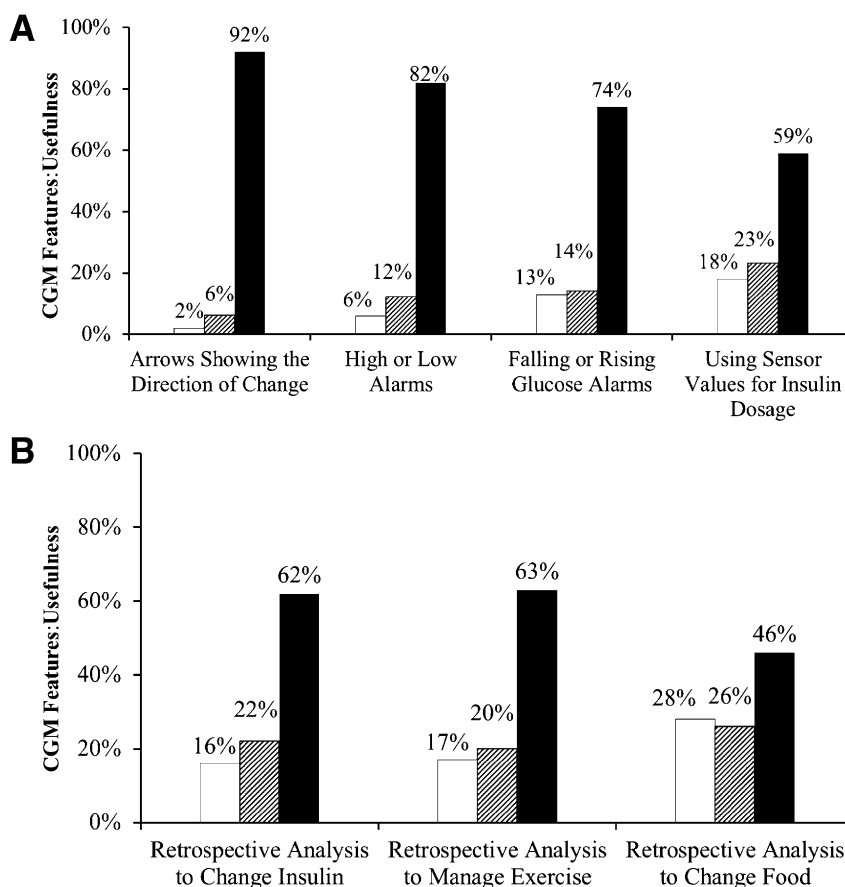 A
CGM Features:Usefulness
100%
80%
60%
40%
20%
0%
2%
6%
92%
6%
12%
82%
13%
14%
74%
18%
23%
59%
Arrows Showing the
Direction of Change
High or Low
Alarms
Falling or Rising
Glucose Alarms
Using Sensor
Values for Insulin
Dosage
B
CGM Features:Usefulness
100%
80%
60%
40%
20%
0%
16%
22%
62%
17%
20%
63%
28%
26%
46%
Retrospective Analysis
to Change Insulin
Retrospective Analysis
to Manage Exercise
Retrospective Analysis
to Change Food